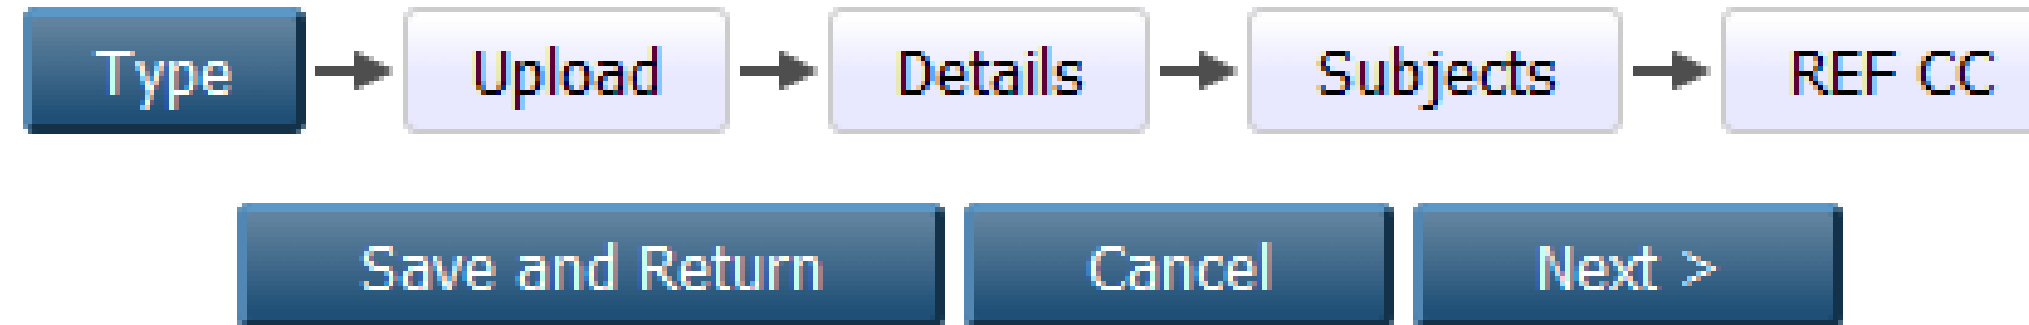 Type Upload Details Subjects REF CC
Save and Return Cancel Next >